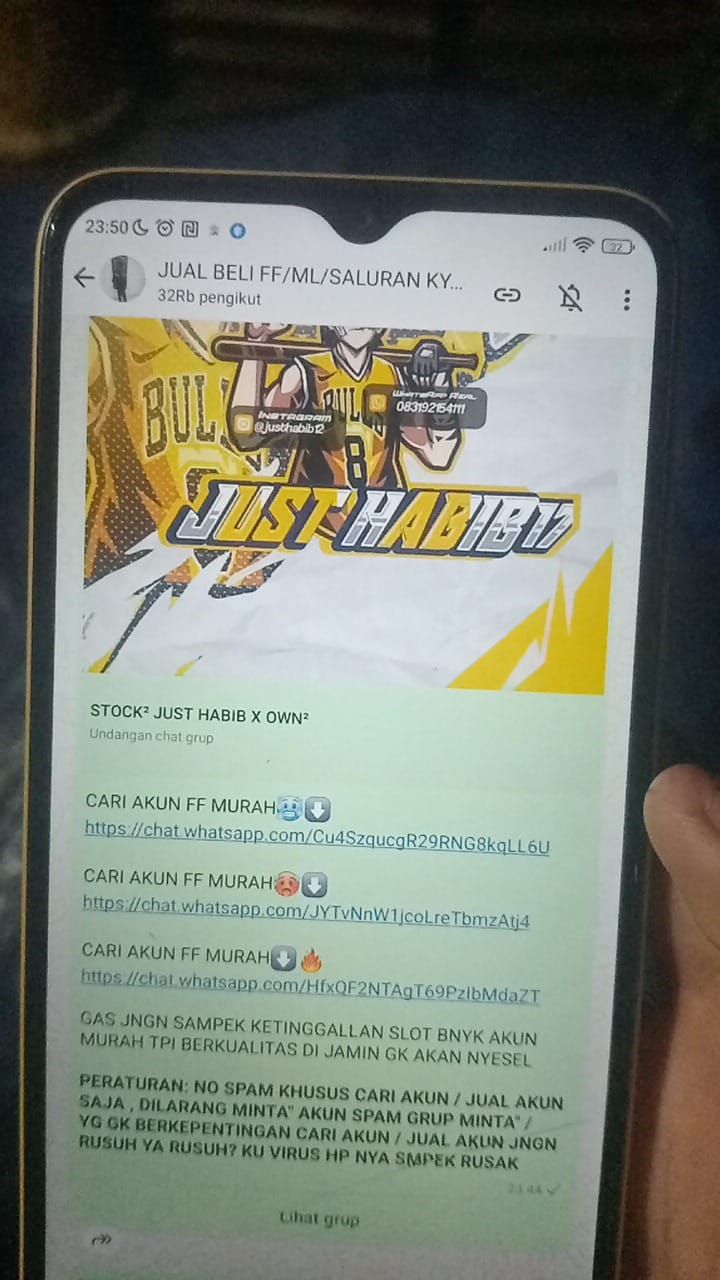 23:50
32
JUAL BELI FF/ML/SALURAN KY...
32Rb pengikut
BULL
BULLS
8
INSTAGRAM
@justhabib12
WHATSAPP REAL
083192154111
JUST HABIB17
STOCK² JUST HABIB X OWN²
Undangan chat grup
CARI AKUN FF MURAH🥶⬇️
https://chat.whatsapp.com/Cu4SzqucgR29RNG8kqLL6U
CARI AKUN FF MURAH🥵⬇️
https://chat.whatsapp.com/JYTvNnW1jcoLreTbmzAtj4
CARI AKUN FF MURAH⬇️🔥
https://chat.whatsapp.com/HfxQF2NTAgT69PzIbMdaZT
GAS JNGN SAMPEK KETINGGALLAN SLOT BNYK AKUN
MURAH TPI BERKUALITAS DI JAMIN GK AKAN NYESEL
PERATURAN: NO SPAM KHUSUS CARI AKUN / JUAL AKUN
SAJA , DILARANG MINTA" AKUN SPAM GRUP MINTA" /
YG GK BERKEPENTINGAN CARI AKUN / JUAL AKUN JNGN
RUSUH YA RUSUH? KU VIRUS HP NYA SMPEK RUSAK
23.44
Lihat grup